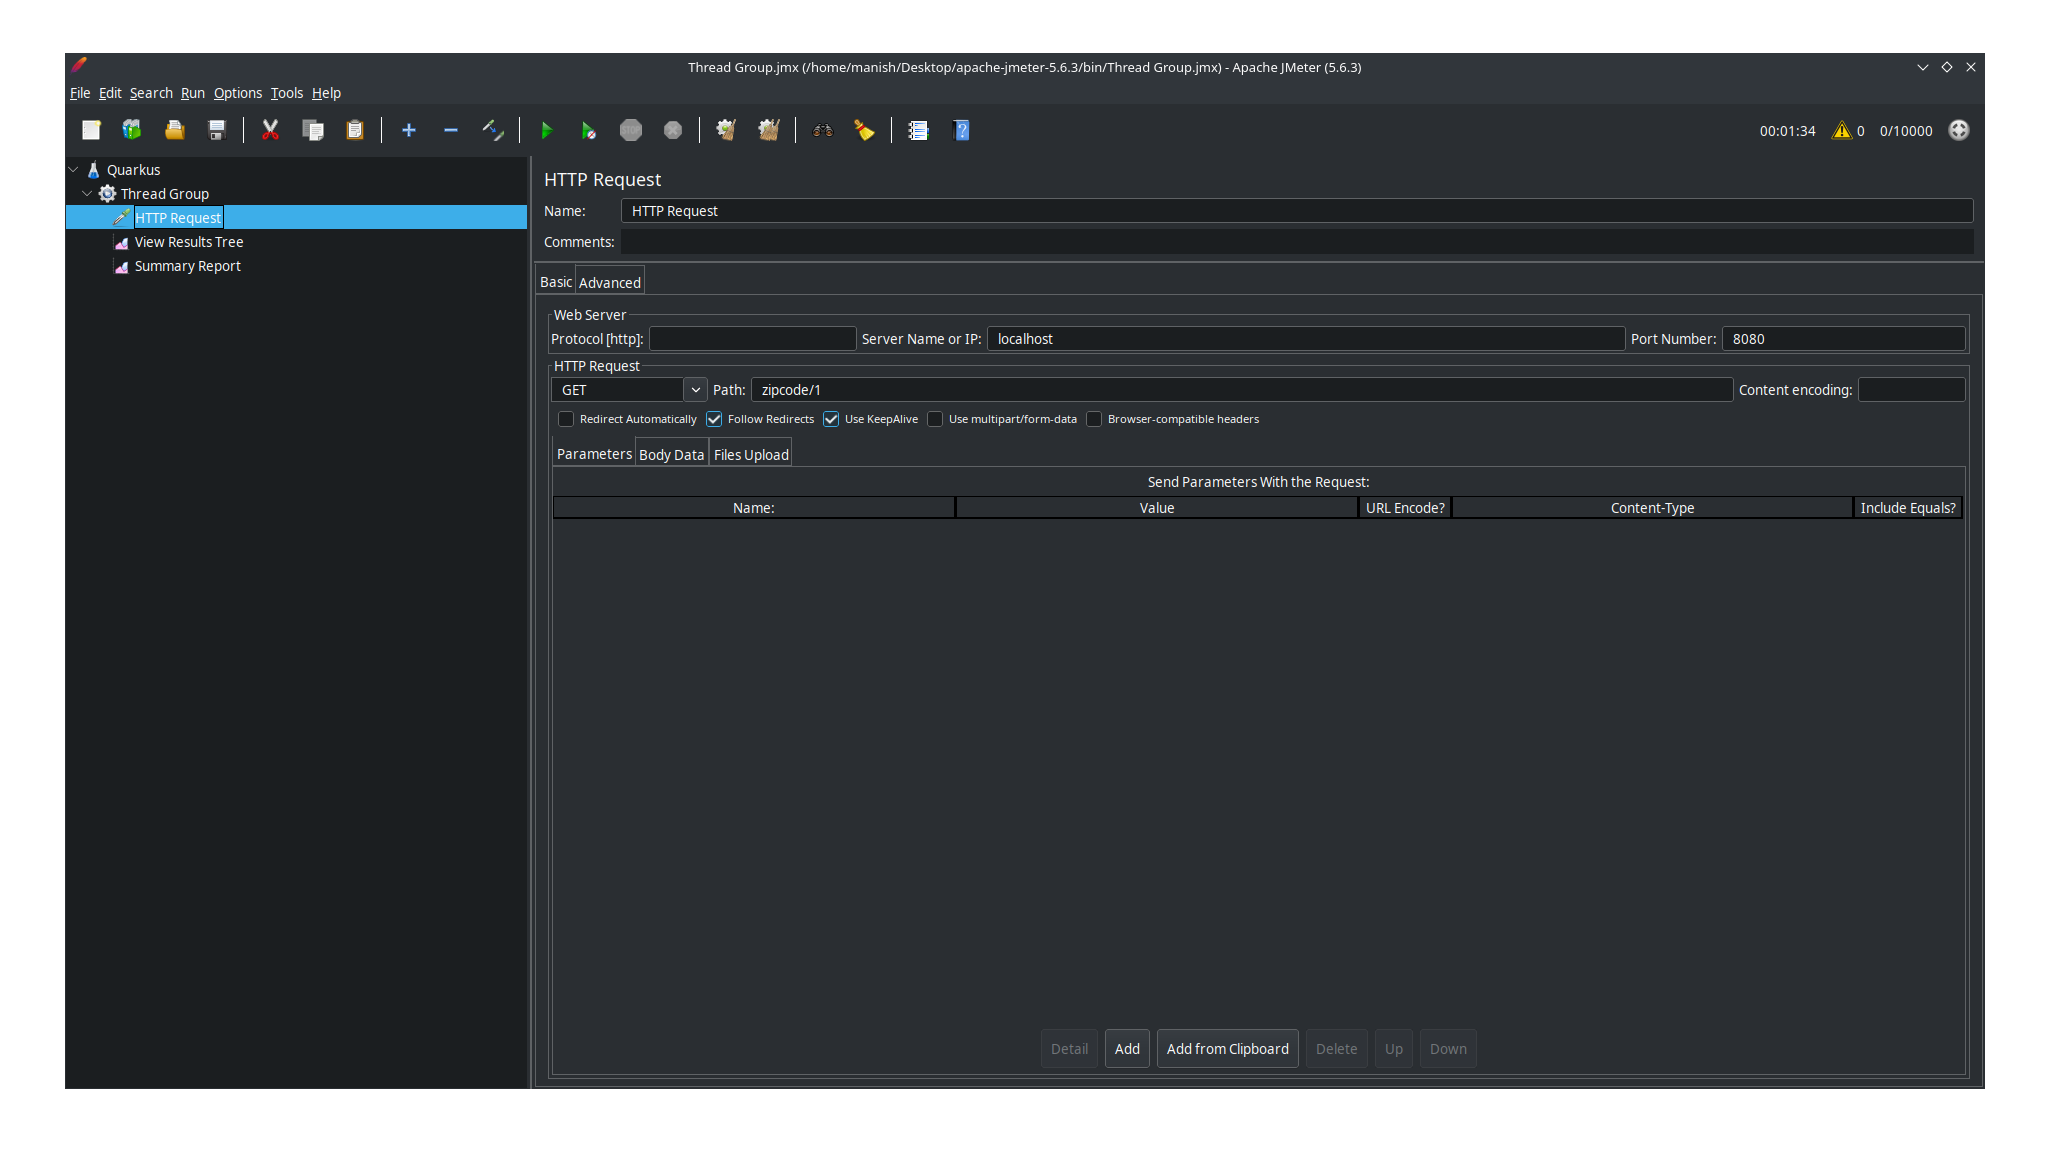 Thread Group.jmx (/home/manish/Desktop/apache-jmeter-5.6.3/bin/Thread Group.jmx) - Apache JMeter (5.6.3)
File Edit Search Run Options Tools Help
STOP 00:01:34 0 0/10000
Quarkus
Thread Group
HTTP Request
View Results Tree
Summary Report
HTTP Request
Name: HTTP Request
Comments:
Basic Advanced
Web Server
Protocol [http]: Server Name or IP: localhost Port Number: 8080
HTTP Request
GET Path: zipcode/1 Content encoding:
Redirect Automatically Follow Redirects Use KeepAlive Use multipart/form-data Browser-compatible headers
Parameters Body Data Files Upload
Send Parameters With the Request:
Name: Value URL Encode? Content-Type Include Equals?
Detail Add Add from Clipboard Delete Up Down